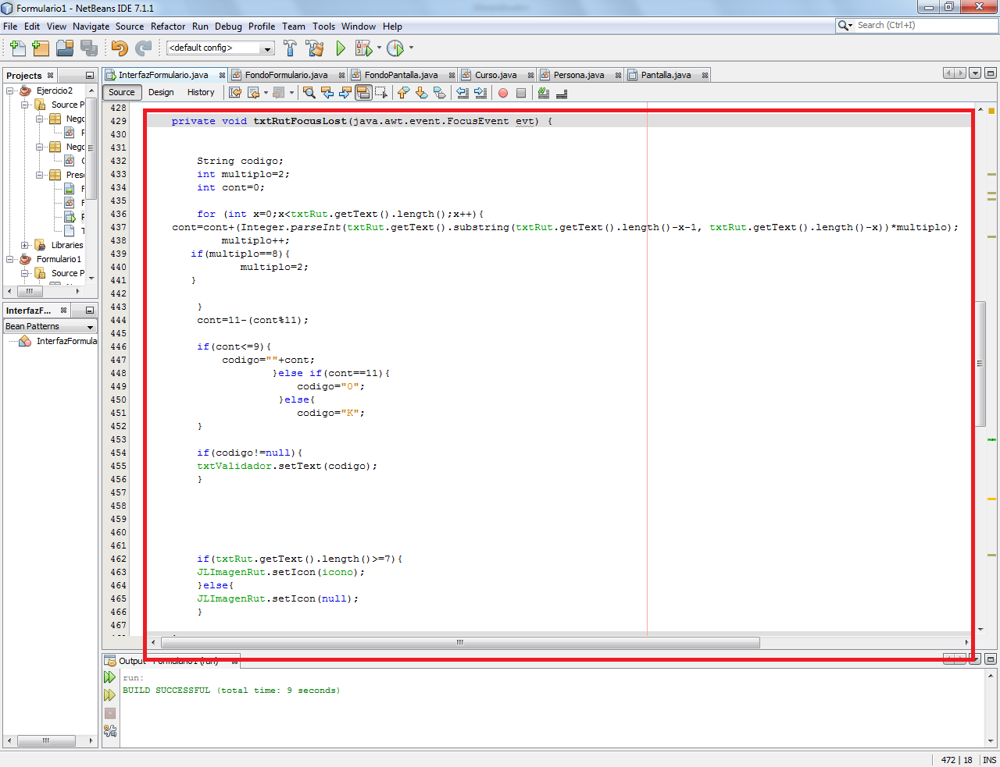 Formulario1 - NetBeans IDE 7.1.1
File Edit View Navigate Source Refactor Run Debug Profile Team Tools Window Help
Search (Ctrl+I)
<default config>
Projects
InterfazFormulario.java FondoFormulario.java FondoPantalla.java Curso.java Persona.java Pantalla.java
Source Design History
Ejercicio2
Source P
Nego
Nego
Prese
Libraries
Formulario1
Source P
InterfazF...
Bean Patterns
InterfazFormula
428
429 private void txtRutFocusLost(java.awt.event.FocusEvent evt) {
430
431
432 String codigo;
433 int multiplo=2;
434 int cont=0;
435
436 for (int x=0;x<txtRut.getText().length();x++){
437 cont=cont+(Integer.parseInt(txtRut.getText().substring(txtRut.getText().length()-x-1, txtRut.getText().length()-x))*multiplo);
438 multiplo++;
439 if(multiplo==8){
440 multiplo=2;
441 }
442
443 }
444 cont=11-(cont%11);
445
446 if(cont<=9){
447 codigo=""+cont;
448 }else if(cont==11){
449 codigo="0";
450 }else{
451 codigo="K";
452 }
453
454 if(codigo!=null){
455 txtValidador.setText(codigo);
456 }
457
458
459
460
461
462 if(txtRut.getText().length()>=7){
463 JLImagenRut.setIcon(icono);
464 }else{
465 JLImagenRut.setIcon(null);
466 }
467
Output - Formulario1 (run)
run:
BUILD SUCCESSFUL (total time: 9 seconds)
472 | 18 INS